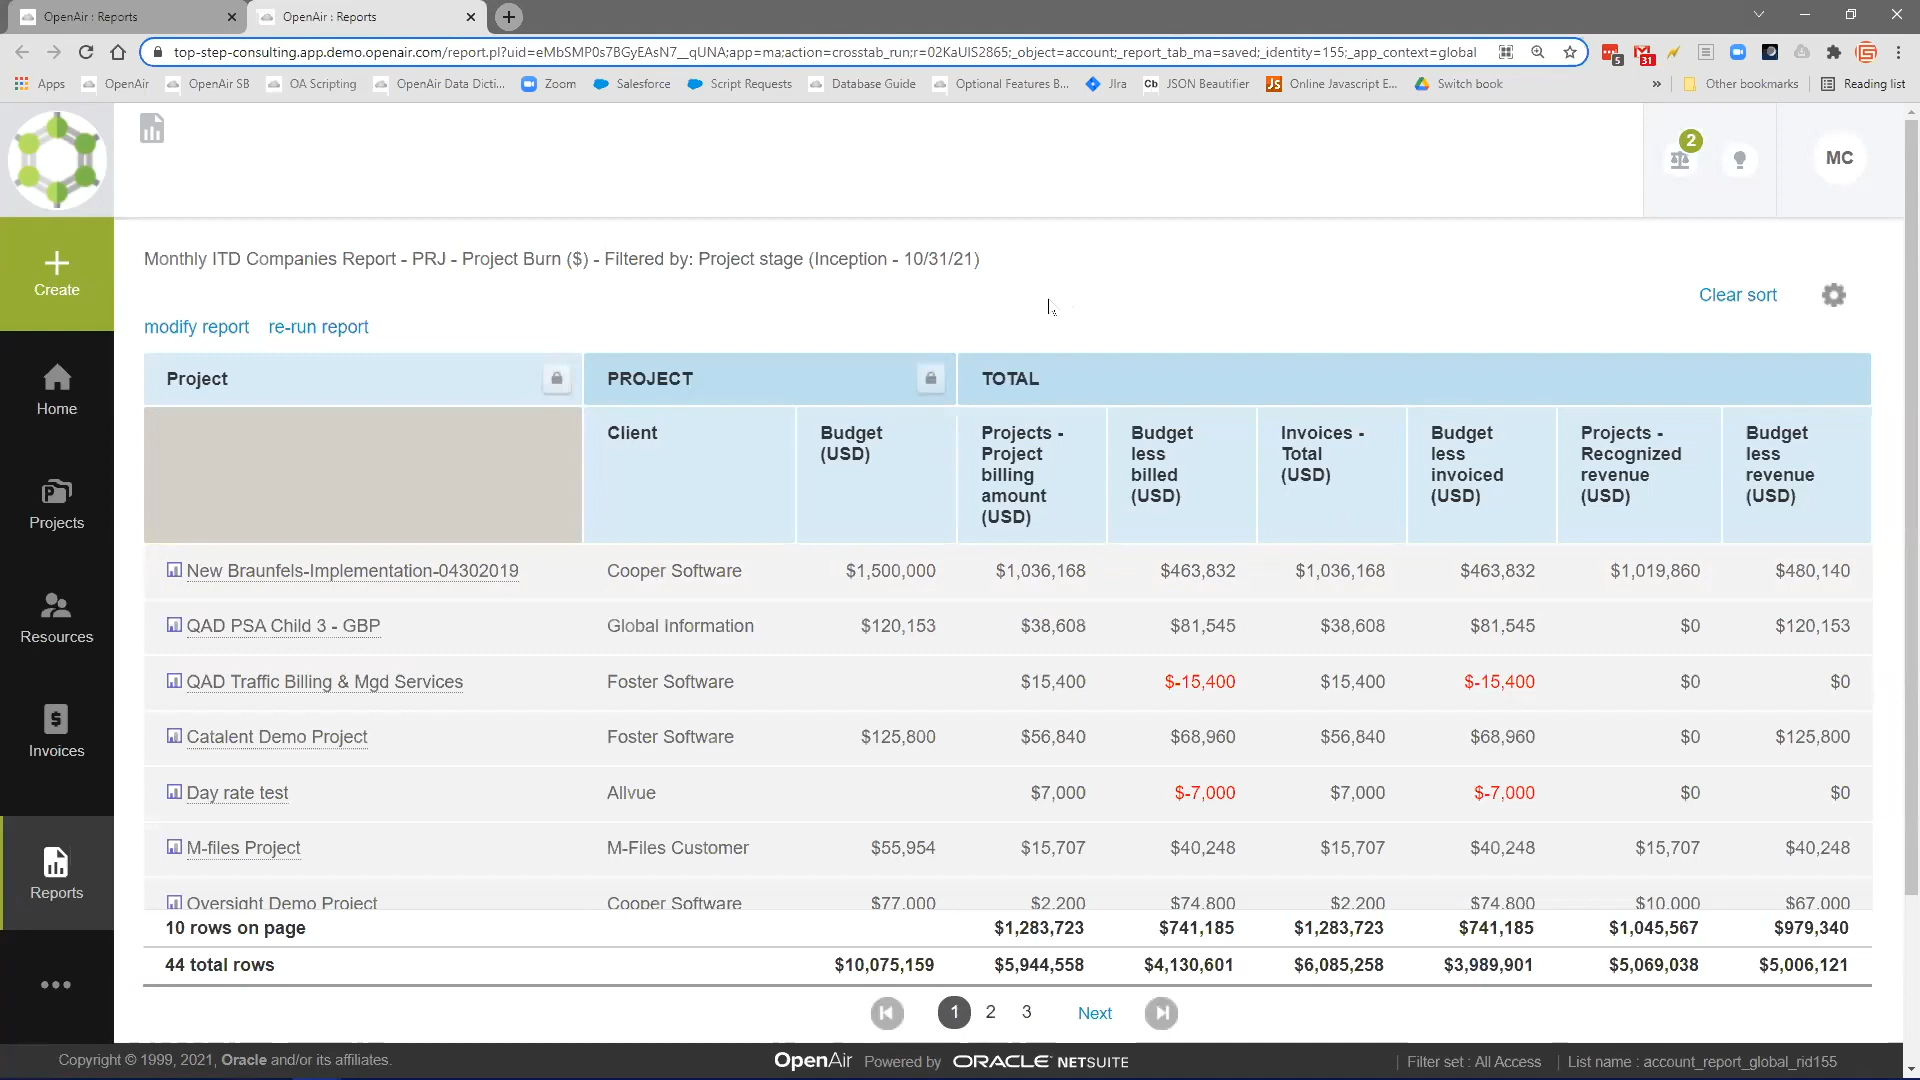 OpenAir : Reports
OpenAir : Reports
top-step-consulting.app.demo.openair.com/report.pl?uid=eMbSMP0s7BGyEAsN7__qUNA;app=ma;action=crosstab_run;r=02KaUIS2865;_object=account;_report_tab_ma=saved;_identity=155;_app_context=global
5
31
Apps
OpenAir
OpenAir SB
OA Scripting
OpenAir Data Dicti...
Zoom
Salesforce
Script Requests
Database Guide
Optional Features B...
Jira
Cb JSON Beautifier
JS Online Javascript E...
Switch book
»
Other bookmarks
Reading list
2
MC
Create
Home
Projects
Resources
Invoices
Reports
Monthly ITD Companies Report - PRJ - Project Burn ($) - Filtered by: Project stage (Inception - 10/31/21)
Clear sort
modify report re-run report
Project PROJECT TOTAL
Client
Budget
(USD)
Projects -
Project
billing
amount
(USD)
Budget
less
billed
(USD)
Invoices -
Total
(USD)
Budget
less
invoiced
(USD)
Projects -
Recognized
revenue
(USD)
Budget
less
revenue
(USD)
New Braunfels-Implementation-04302019 Cooper Software $1,500,000 $1,036,168 $463,832 $1,036,168 $463,832 $1,019,860 $480,140
QAD PSA Child 3 - GBP Global Information $120,153 $38,608 $81,545 $38,608 $81,545 $0 $120,153
QAD Traffic Billing & Mgd Services Foster Software $15,400 $-15,400 $15,400 $-15,400 $0 $0
Catalent Demo Project Foster Software $125,800 $56,840 $68,960 $56,840 $68,960 $0 $125,800
Day rate test Allvue $7,000 $-7,000 $7,000 $-7,000 $0 $0
M-files Project M-Files Customer $55,954 $15,707 $40,248 $15,707 $40,248 $15,707 $40,248
Oversight Demo Project Cooper Software $77,000 $2,200 $74,800 $2,200 $74,800 $10,000 $67,000
10 rows on page $1,283,723 $741,185 $1,283,723 $741,185 $1,045,567 $979,340
44 total rows $10,075,159 $5,944,558 $4,130,601 $6,085,258 $3,989,901 $5,069,038 $5,006,121
1 2 3 Next
Copyright © 1999, 2021, Oracle and/or its affiliates.
OpenAir Powered by ORACLE NETSUITE
Filter set : All Access
List name : account_report_global_rid155